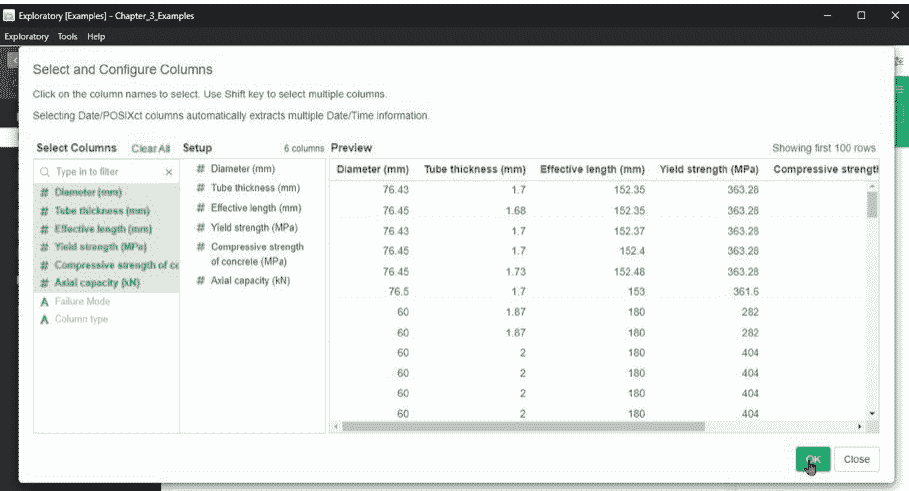 Exploratory [Examples] - Chapter_3_Examples
Exploratory Tools Help
Select and Configure Columns
Click on the column names to select. Use Shift key to select multiple columns.
Selecting Date/POSIXct columns automatically extracts multiple Date/Time information.
Select Columns Clear All
Type in to filter
# Diameter (mm)
# Tube thickness (mm)
# Effective length (mm)
# Yield strength (MPa)
# Compressive strength of co
# Axial capacity (kN)
A Failure Mode
A Column type
Setup 6 columns
# Diameter (mm)
# Tube thickness (mm)
# Effective length (mm)
# Yield strength (MPa)
# Compressive strength
of concrete (MPa)
# Axial capacity (kN)
Preview Showing first 100 rows
Diameter (mm) Tube thickness (mm) Effective length (mm) Yield strength (MPa) Compressive strengtl
76.43 1.7 152.35 363.28
76.45 1.68 152.35 363.28
76.43 1.7 152.37 363.28
76.45 1.7 152.4 363.28
76.45 1.73 152.48 363.28
76.5 1.7 153 361.6
60 1.87 180 282
60 1.87 180 282
60 2 180 404
60 2 180 404
60 2 180 404
60 2 180 404
OK Close